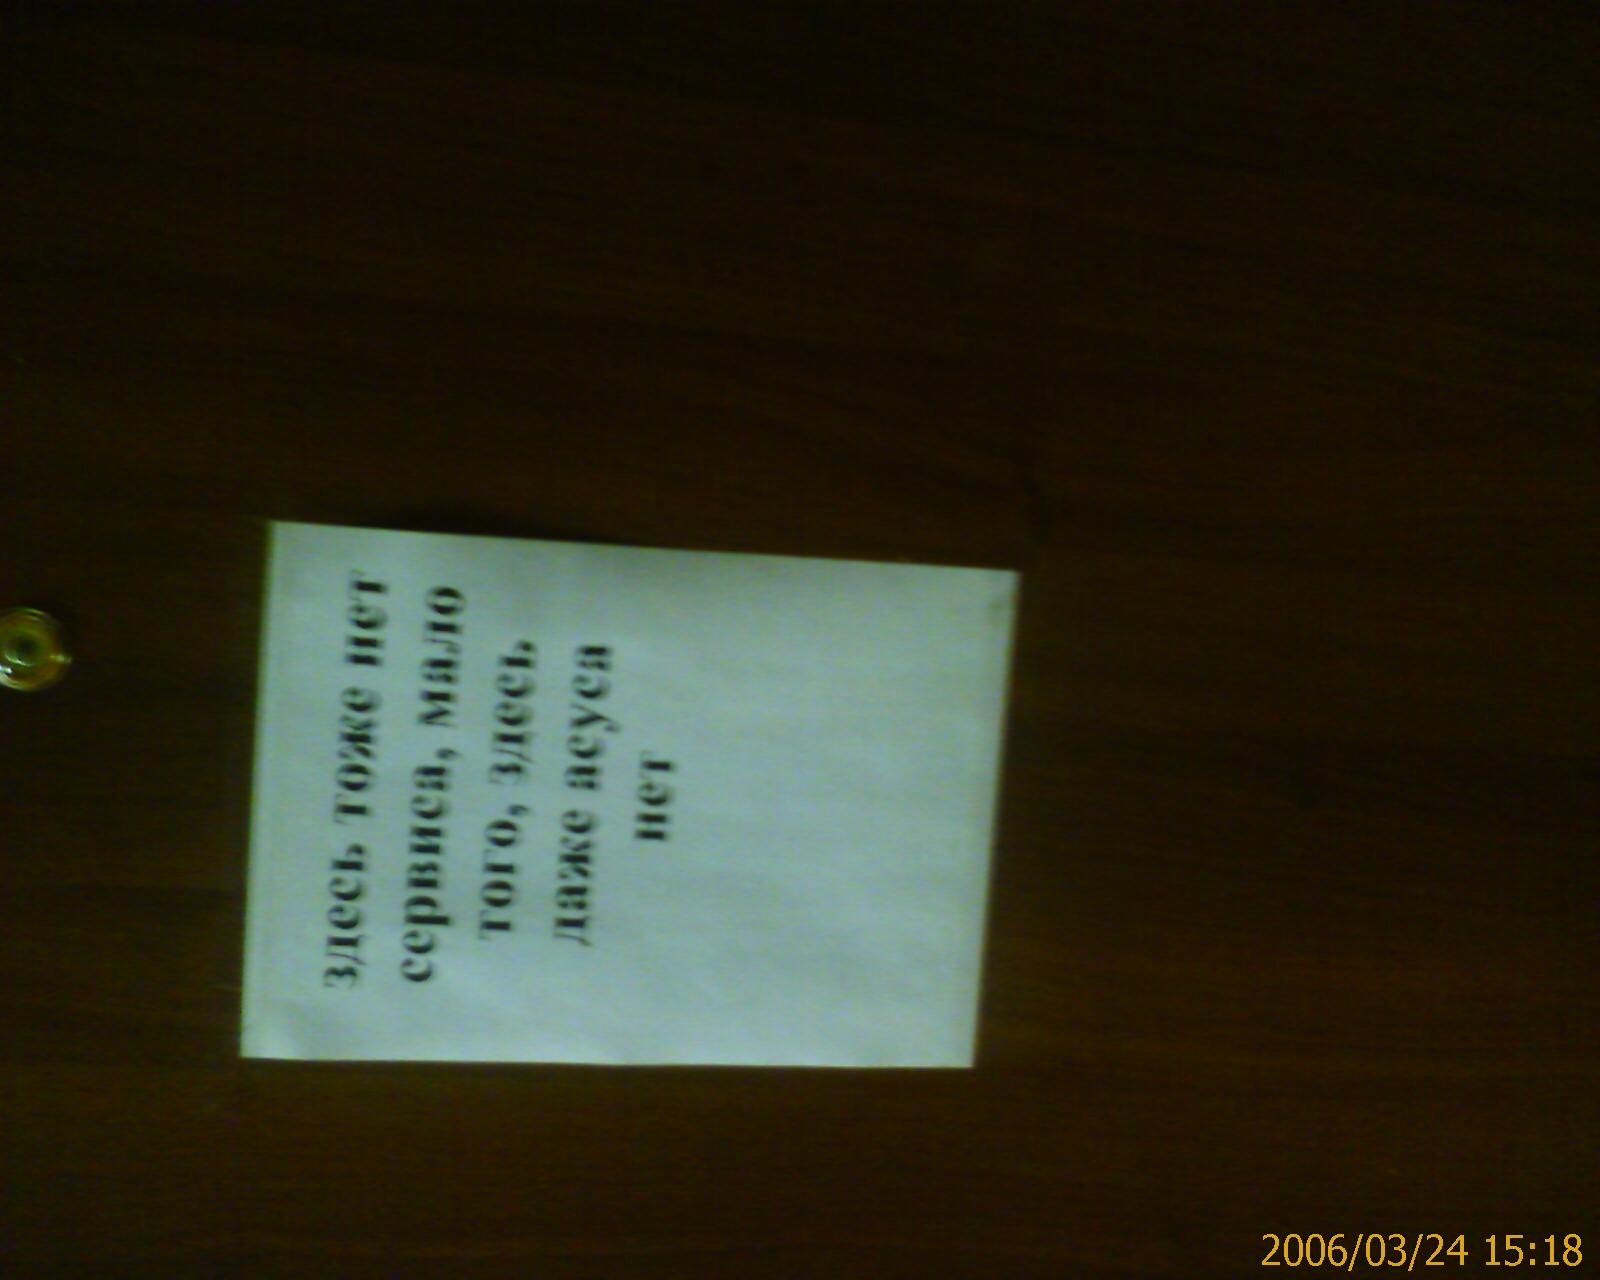 здесь тоже нет
сервиса, мало
того, здесь
даже асуса
нет
2006/03/24 15:18